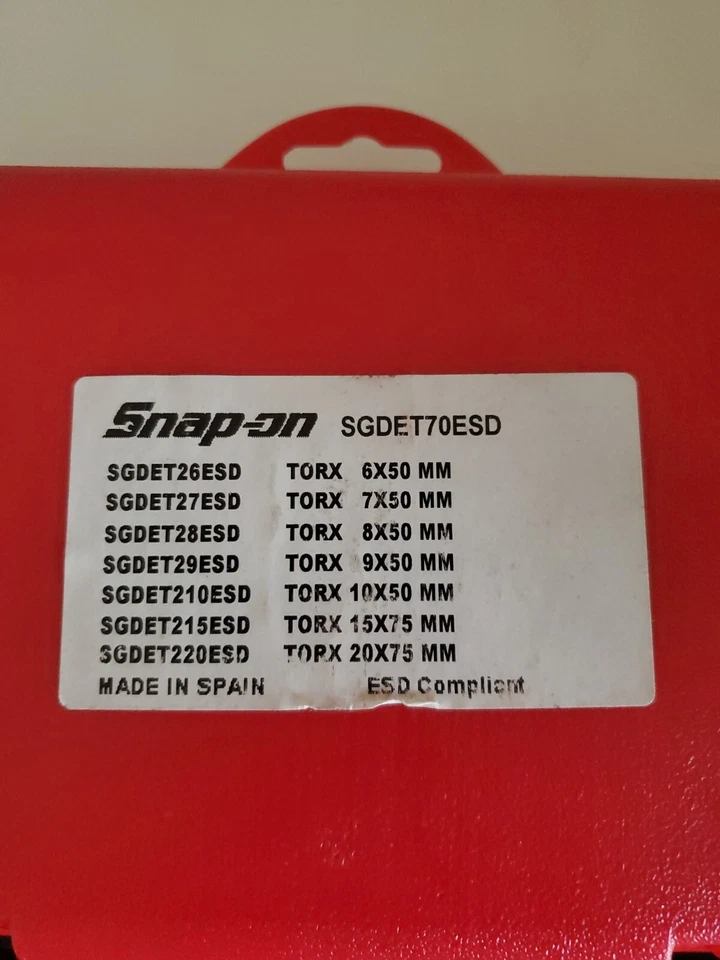 Snap-on SGDET70ESD
SGDET26ESD TORX 6X50 MM
SGDET27ESD TORX 7X50 MM
SGDET28ESD TORX 8X50 MM
SGDET29ESD TORX 9X50 MM
SGDET210ESD TORX 10X50 MM
SGDET215ESD TORX 15X75 MM
SGDET220ESD TORX 20X75 MM
MADE IN SPAIN ESD Compliant